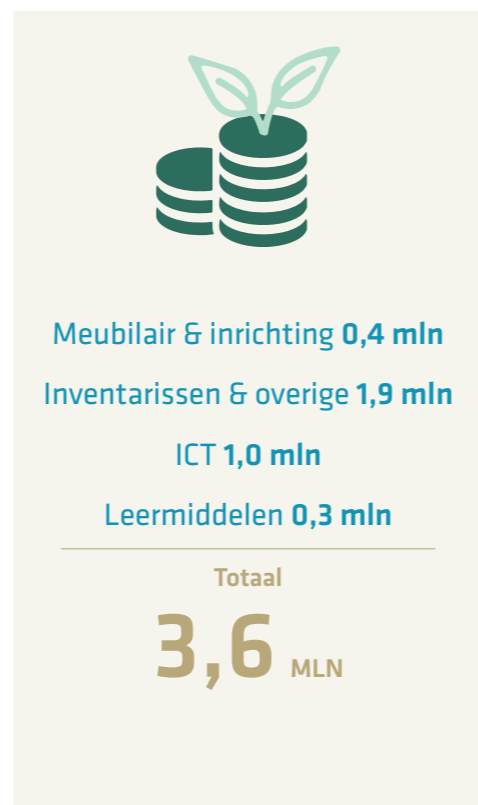 Meubilair & inrichting 0,4 mln
Inventarissen & overige 1,9 mln
ICT 1,0 mln
Leermiddelen 0,3 mln
Totaal
3,6 MLN